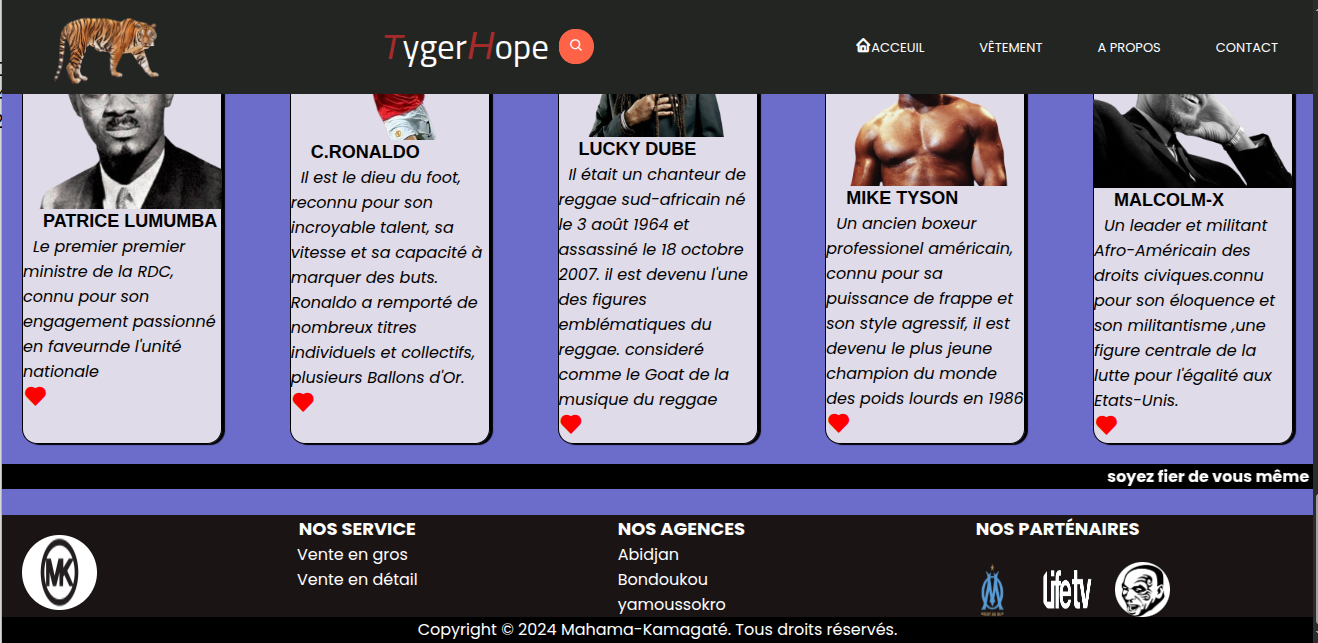 TygerHope
ACCEUIL
VÊTEMENT
A PROPOS
CONTACT
PATRICE LUMUMBA
Le premier premier
ministre de la RDC,
connu pour son
engagement passionné
en faveurnde l'unité
nationale
C.RONALDO
Il est le dieu du foot,
reconnu pour son
incroyable talent, sa
vitesse et sa capacité à
marquer des buts.
Ronaldo a remporté de
nombreux titres
individuels et collectifs,
plusieurs Ballons d'Or.
LUCKY DUBE
Il était un chanteur de
reggae sud-africain né
le 3 août 1964 et
assassiné le 18 octobre
2007. il est devenu l'une
des figures
emblématiques du
reggae. consideré
comme le Goat de la
musique du reggae
MIKE TYSON
Un ancien boxeur
professionel américain,
connu pour sa
puissance de frappe et
son style agressif, il est
devenu le plus jeune
champion du monde
des poids lourds en 1986
MALCOLM-X
Un leader et militant
Afro-Américain des
droits civiques.connu
pour son éloquence et
son militantisme ,une
figure centrale de la
lutte pour l'égalité aux
Etats-Unis.
soyez fier de vous même
MK
NOS SERVICE
Vente en gros
Vente en détail
NOS AGENCES
Abidjan
Bondoukou
yamoussokro
NOS PARTÉNAIRES
Lifetv
Copyright © 2024 Mahama-Kamagaté. Tous droits réservés.